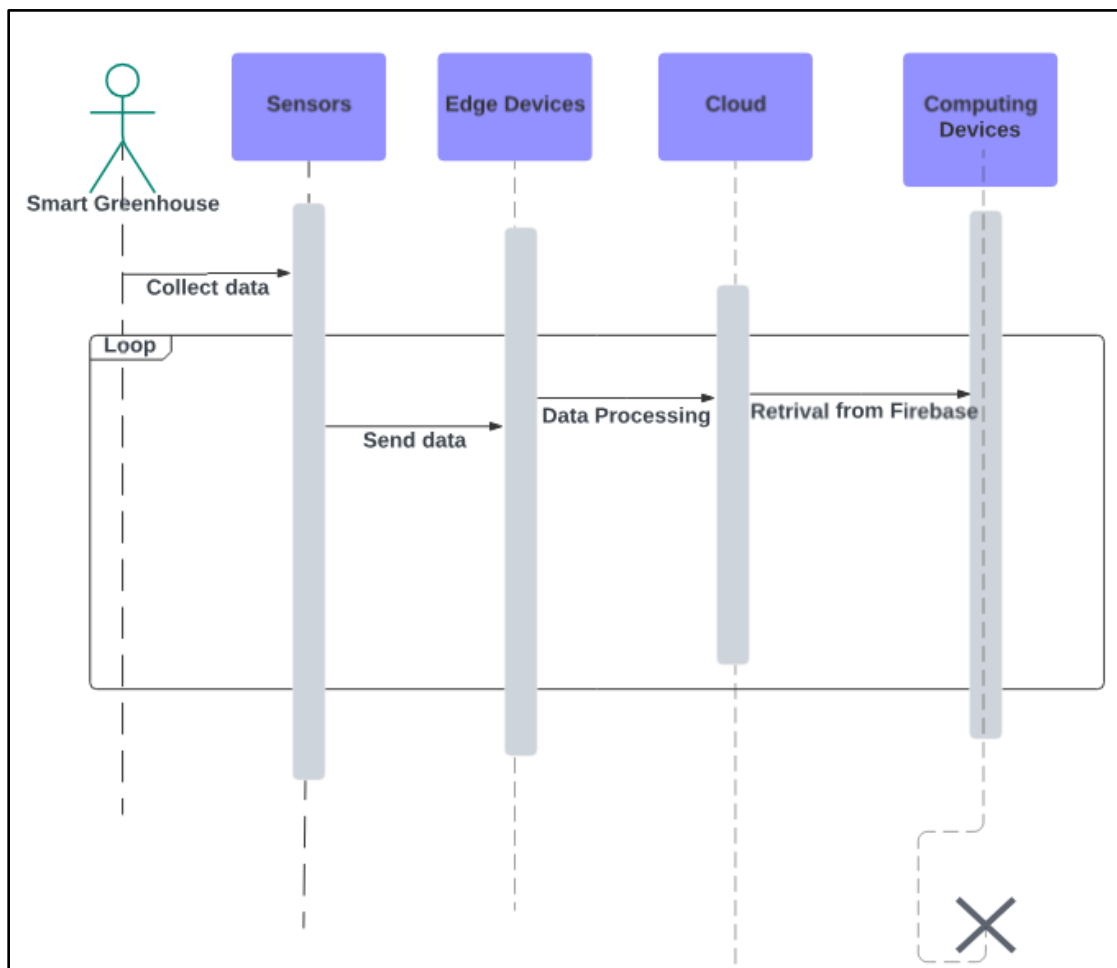 Sensors
Edge Devices
Cloud
Computing
Devices
Smart Greenhouse
Collect data
Loop
Data Processing
Retrival from Firebase
Send data